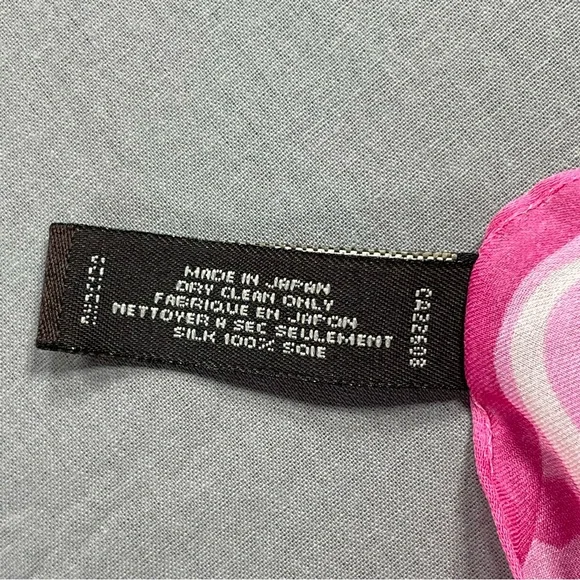 MADE IN JAPAN
DRY CLEAN ONLY
FABRIQUE EN JAPON
NETTOYER A SEC SEULEMENT
SILK 100% SOIE
CA22608